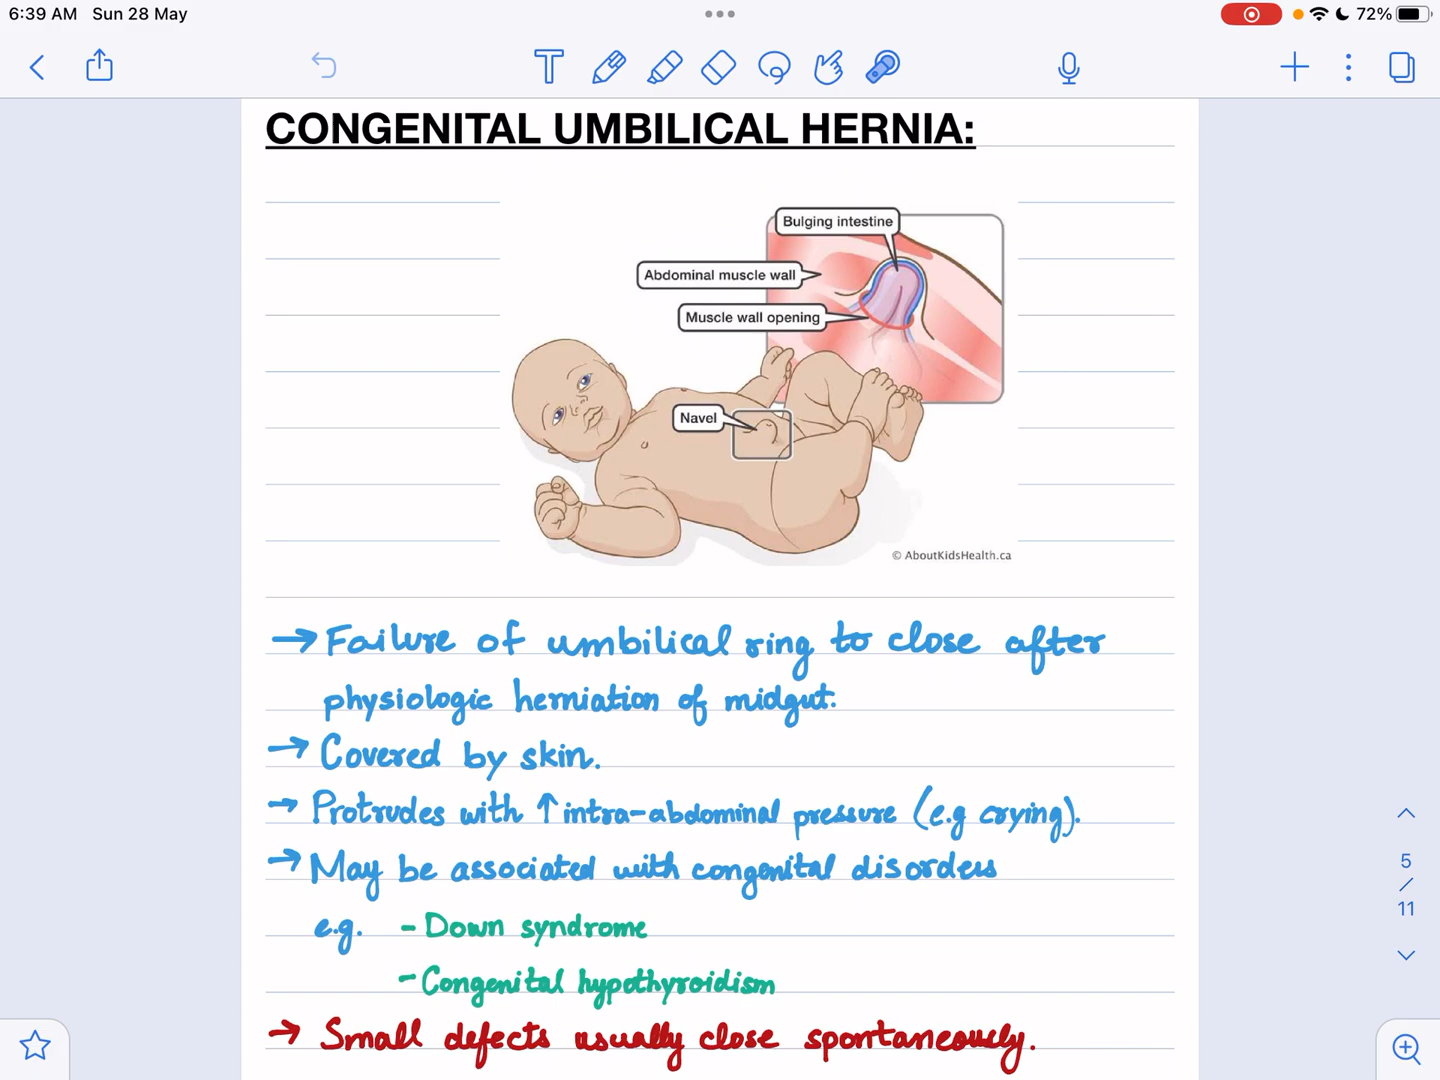 6:39 AM Sun 28 May
72%
CONGENITAL UMBILICAL HERNIA:
Bulging intestine
Abdominal muscle wall
Muscle wall opening
Navel
© AboutKidsHealth.ca
→ Failure of umbilical ring to close after
physiologic herniation of midgut.
→ Covered by skin.
→ Protrudes with ↑ intra-abdominal pressure (e.g crying).
→ May be associated with congenital disorders
e.g. - Down syndrome
- Congenital hypothyroidism
→ Small defects usually close spontaneously.
5
/
11